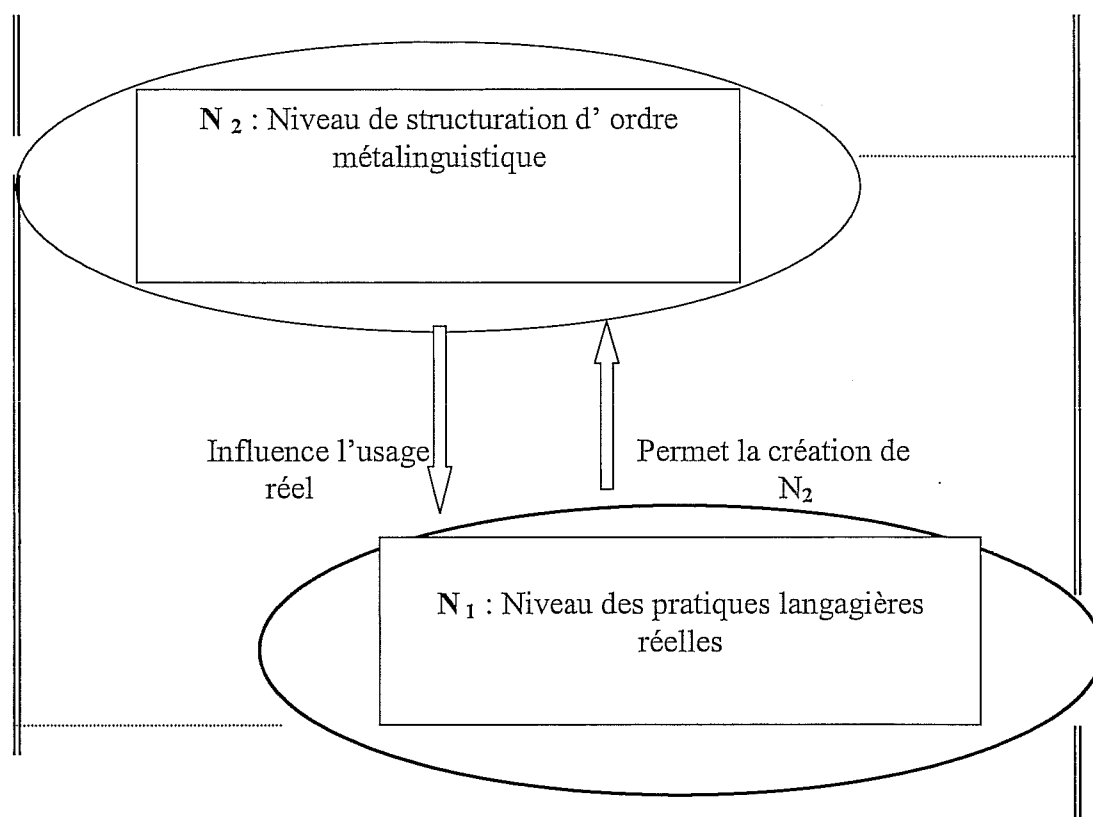 N 2 : Niveau de structuration d' ordre
métalinguistique
Influence l'usage
réel
Permet la création de
N2
N 1 : Niveau des pratiques langagières
réelles